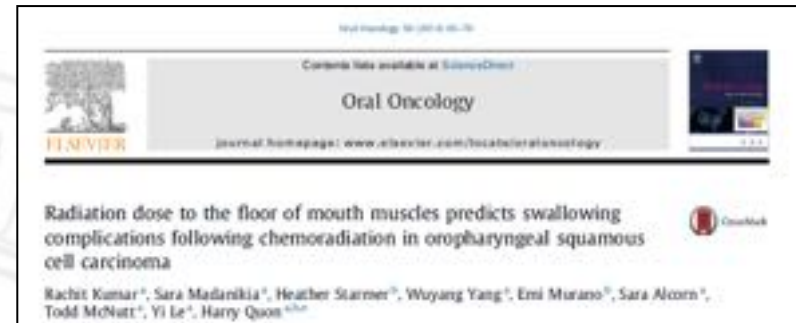 Contents lists available at ScienceDirect
Oral Oncology
ELSEVIER
journal homepage: www.elsevier.com/locate/oraloncology
Radiation dose to the floor of mouth muscles predicts swallowing
complications following chemoradiation in oropharyngeal squamous
cell carcinoma
CrossMark
Rachit Kumar, Sara Madanikia, Heather Starmer, Wuyang Yang, Emi Murano, Sara Alcorn,
Todd McNutt, Yi Le, Harry Quon